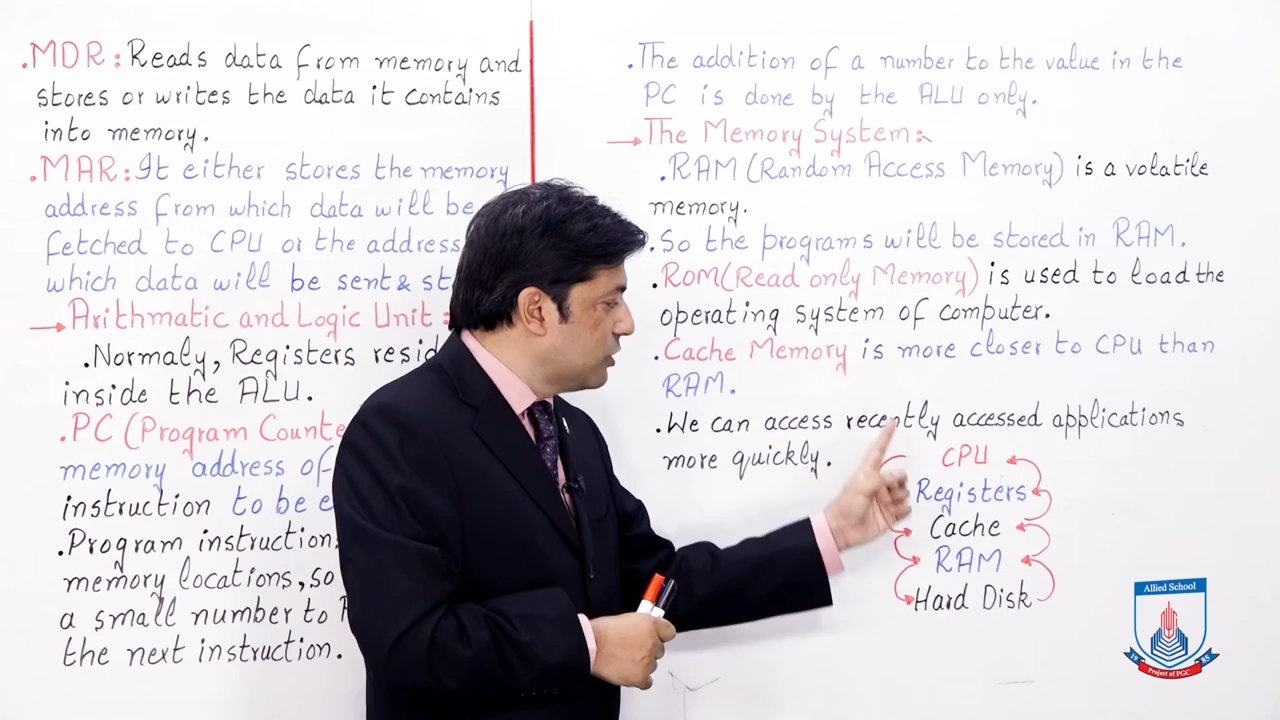 .MDR: Reads data from memory and
stores or writes the data it contains
into memory.
.MAR: It either stores the memory
address from which data will be
fetched to CPU or the address
which data will be sent & st
→ Arithmatic and Logic Unit:
.Normaly, Registers resid
inside the ALU.
.PC (Program Counte
memory address of
instruction to be e
.Program instruction
memory locations, so
a small number to
the next instruction.
.The addition of a number to the value in the
PC is done by the ALU only.
→ The Memory System:
.RAM (Random Access Memory) is a volatile
memory.
.So the programs will be stored in RAM.
.ROM (Read only Memory) is used to load the
operating system of computer.
.Cache Memory is more closer to CPU than
RAM.
.We can access recently accessed applications
more quickly.
CPU
Registers
Cache
RAM
Hard Disk
Allied School
19 85
Project of PGC